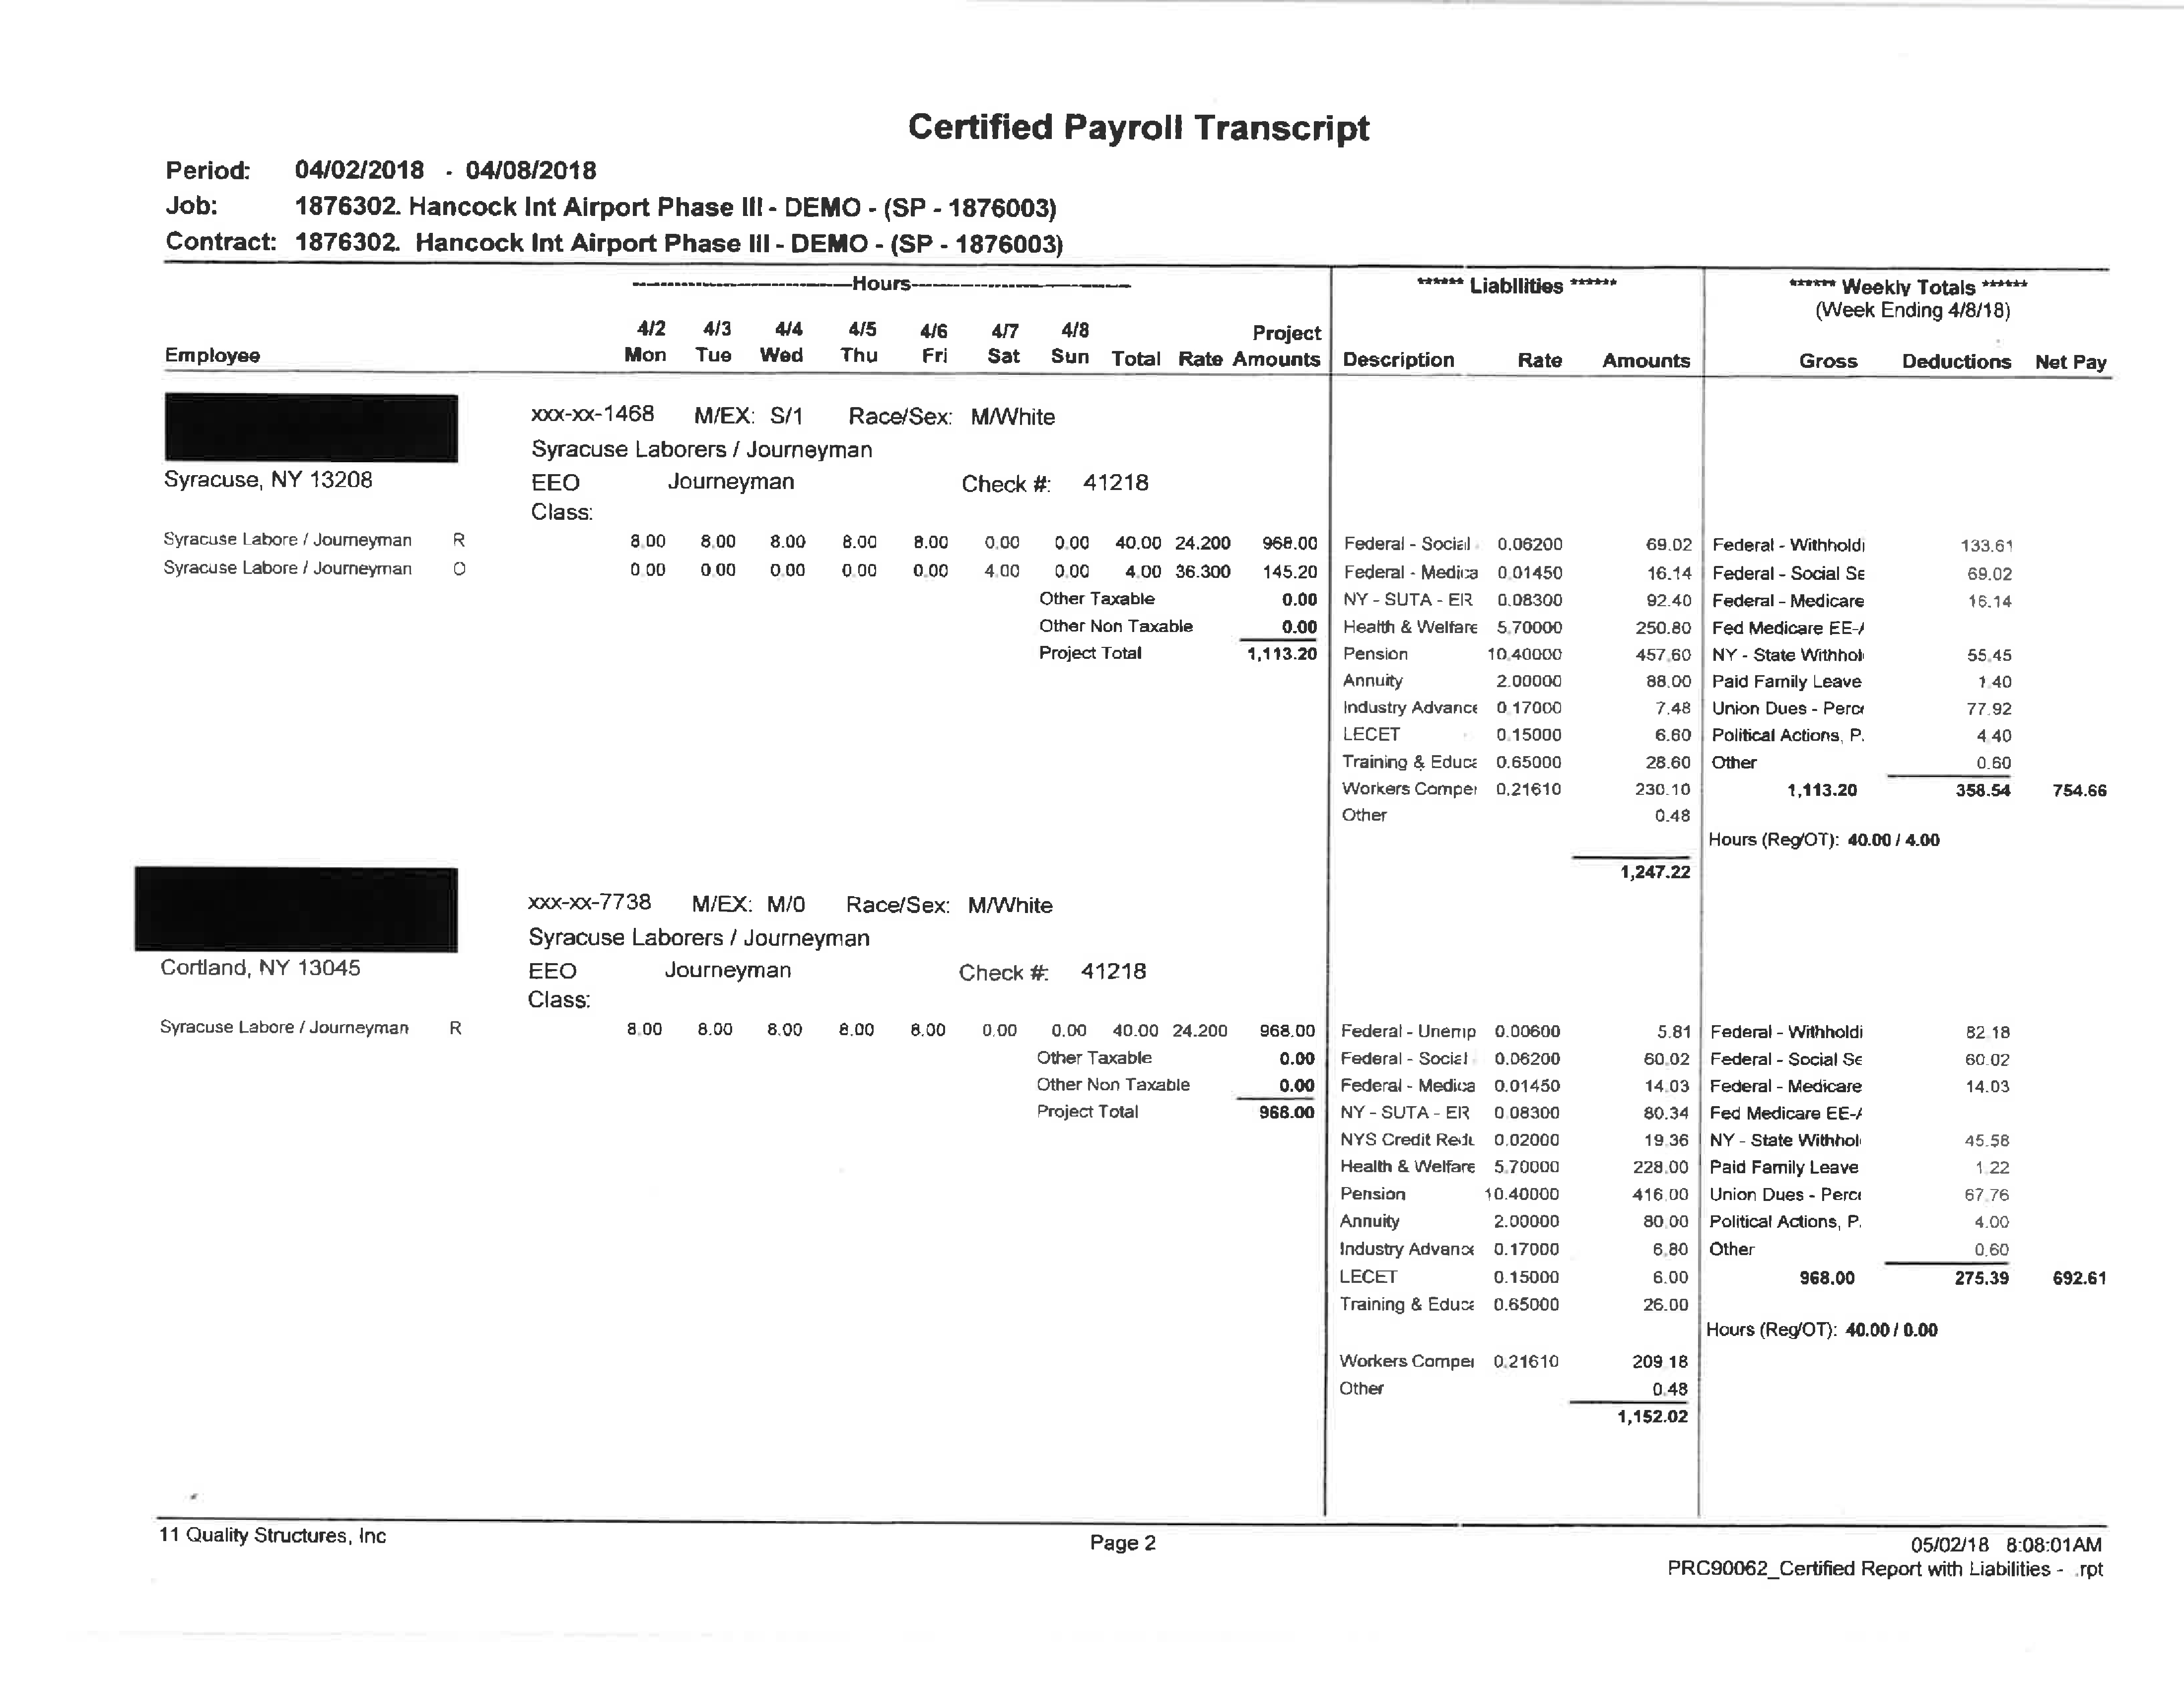 Certified Payroll Transcript
Period: 04/02/2018 - 04/08/2018
Job: 1876302. Hancock Int Airport Phase III - DEMO - (SP - 1876003)
Contract: 1876302. Hancock Int Airport Phase III - DEMO - (SP - 1876003)
Hours ****** Liabilities ****** ****** Weekly Totals ******
(Week Ending 4/8/18)
4/2 4/3 4/4 4/5 4/6 4/7 4/8 Project
Employee Mon Tue Wed Thu Fri Sat Sun Total Rate Amounts Description Rate Amounts Gross Deductions Net Pay
xxx-xx-1468 M/EX: S/1 Race/Sex: M/White
Syracuse Laborers / Journeyman
Syracuse, NY 13208 EEO Journeyman Check #: 41218
Class:
Syracuse Labore / Journeyman R 8.00 8.00 8.00 8.00 8.00 0.00 0.00 40.00 24.200 968.00 Federal - Social 0.06200 69.02 Federal - Withholdi 133.61
Syracuse Labore / Journeyman O 0.00 0.00 0.00 0.00 0.00 4.00 0.00 4.00 36.300 145.20 Federal - Medica 0.01450 16.14 Federal - Social Se 69.02
Other Taxable 0.00 NY - SUTA - ER 0.08300 92.40 Federal - Medicare 16.14
Other Non Taxable 0.00 Health & Welfare 5.70000 250.80 Fed Medicare EE-/
Project Total 1,113.20 Pension 10.40000 457.60 NY - State Withhol 55.45
Annuity 2.00000 88.00 Paid Family Leave 1.40
Industry Advance 0.17000 7.48 Union Dues - Perce 77.92
LECET 0.15000 6.60 Political Actions, P. 4.40
Training & Educa 0.65000 28.60 Other 0.60
Workers Comper 0.21610 230.10 1,113.20 358.54 754.66
Other 0.48
Hours (Reg/OT): 40.00 / 4.00
1,247.22
xxx-xx-7738 M/EX: M/0 Race/Sex: M/White
Syracuse Laborers / Journeyman
Cortland, NY 13045 EEO Journeyman Check #: 41218
Class:
Syracuse Labore / Journeyman R 8.00 8.00 8.00 8.00 8.00 0.00 0.00 40.00 24.200 968.00 Federal - Unemp 0.00600 5.81 Federal - Withholdi 82.18
Other Taxable 0.00 Federal - Social 0.06200 60.02 Federal - Social Se 60.02
Other Non Taxable 0.00 Federal - Medica 0.01450 14.03 Federal - Medicare 14.03
Project Total 968.00 NY - SUTA - ER 0.08300 80.34 Fed Medicare EE-/
NYS Credit Redu 0.02000 19.36 NY - State Withhol 45.58
Health & Welfare 5.70000 228.00 Paid Family Leave 1.22
Pension 10.40000 416.00 Union Dues - Perce 67.76
Annuity 2.00000 80.00 Political Actions, P. 4.00
Industry Advance 0.17000 6.80 Other 0.60
LECET 0.15000 6.00 968.00 275.39 692.61
Training & Educa 0.65000 26.00
Hours (Reg/OT): 40.00 / 0.00
Workers Comper 0.21610 209.18
Other 0.48
1,152.02
11 Quality Structures, Inc Page 2 05/02/18 8:08:01AM
PRC90062_Certified Report with Liabilities - .rpt